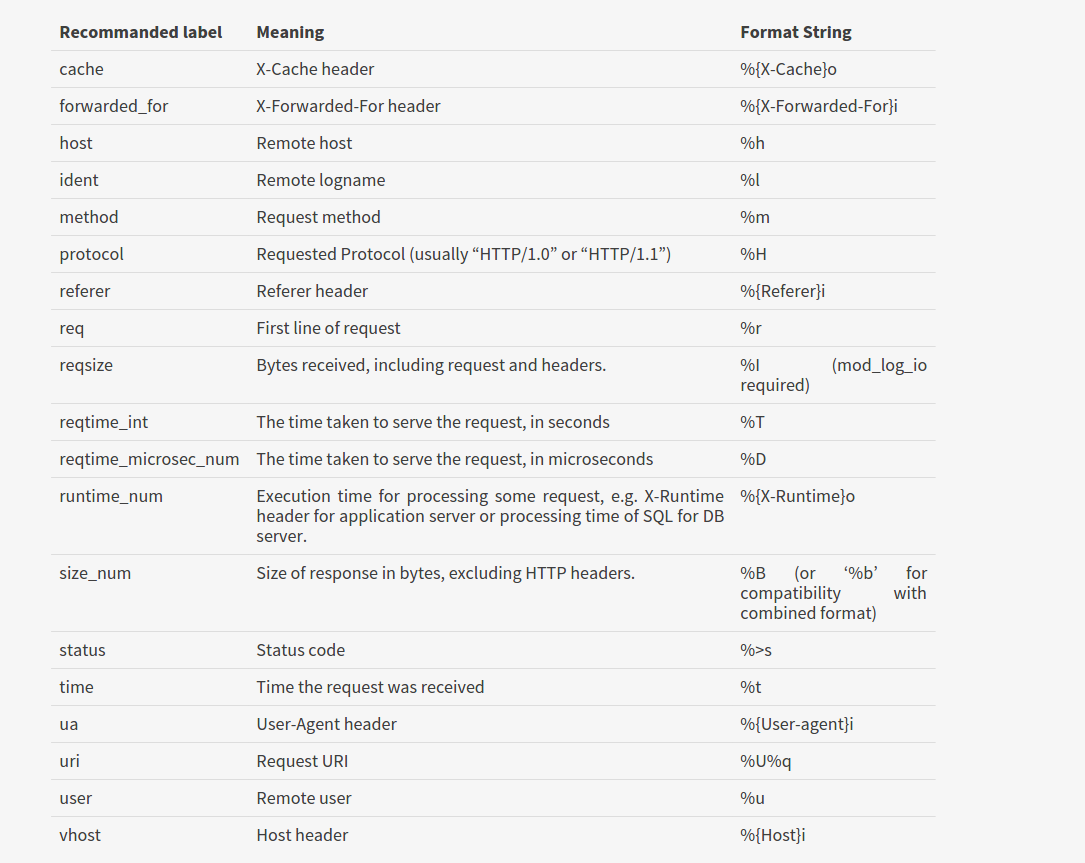 Recommanded label Meaning Format String
cache X-Cache header %{X-Cache}o
forwarded_for X-Forwarded-For header %{X-Forwarded-For}i
host Remote host %h
ident Remote logname %l
method Request method %m
protocol Requested Protocol (usually “HTTP/1.0” or “HTTP/1.1”) %H
referer Referer header %{Referer}i
req First line of request %r
reqsize Bytes received, including request and headers. %I (mod_log_io
required)
reqtime_int The time taken to serve the request, in seconds %T
reqtime_microsec_num The time taken to serve the request, in microseconds %D
runtime_num Execution time for processing some request, e.g. X-Runtime %{X-Runtime}o
header for application server or processing time of SQL for DB
server.
size_num Size of response in bytes, excluding HTTP headers. %B (or ‘%b’ for
compatibility with
combined format)
status Status code %>s
time Time the request was received %t
ua User-Agent header %{User-agent}i
uri Request URI %U%q
user Remote user %u
vhost Host header %{Host}i